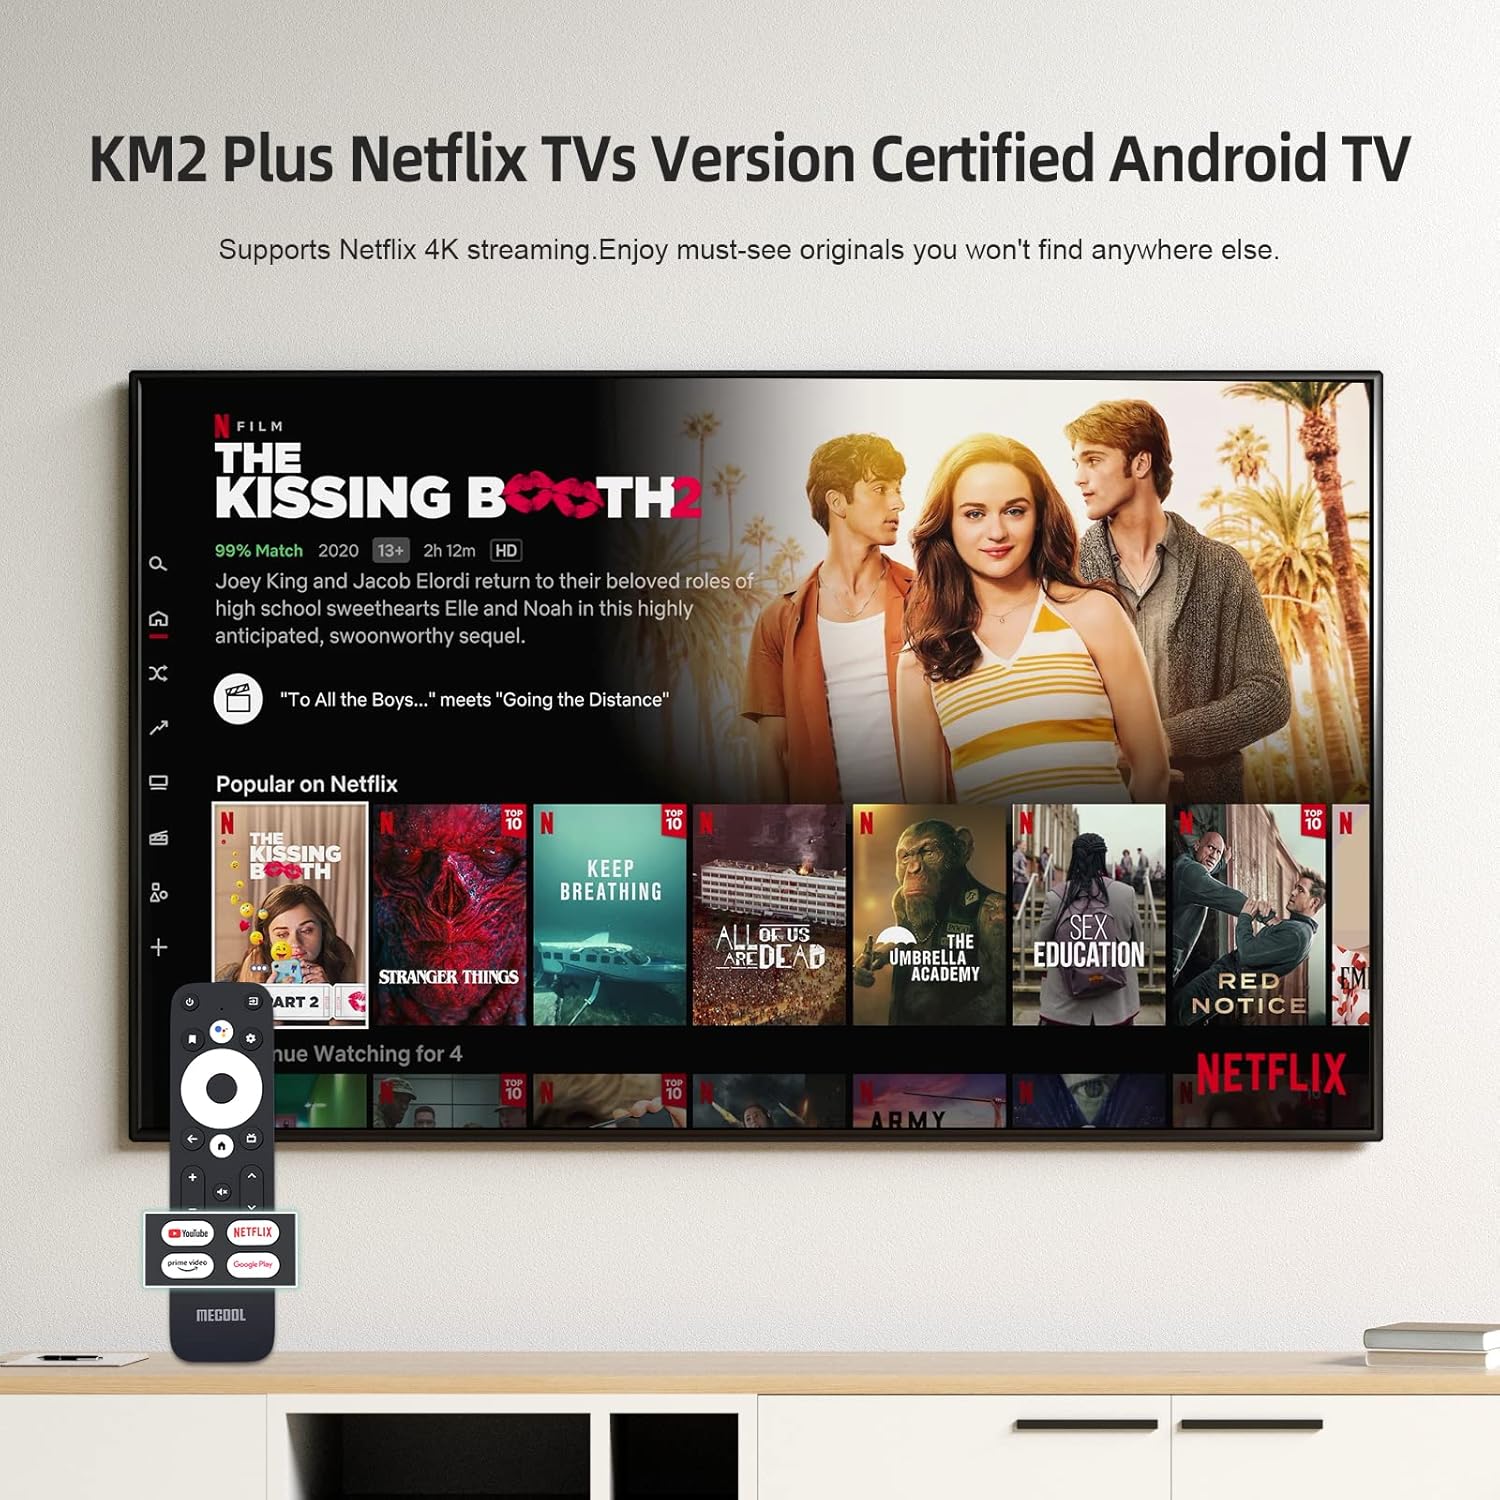 KM2 Plus Netflix TVs Version Certified Android TV
Supports Netflix 4K streaming.Enjoy must-see originals you won't find anywhere else.
N FILM
THE
KISSING BOOTH2
99% Match 2020 13+ 2h 12m HD
Joey King and Jacob Elordi return to their beloved roles of
high school sweethearts Elle and Noah in this highly
anticipated, swoonworthy sequel.
"To All the Boys..." meets "Going the Distance"
Popular on Netflix
N
THE
KISSING
BOOTH
ART 2
N
TOP
10
STRANGER THINGS
N
TOP
10
KEEP
BREATHING
N
ALL OF US
ARE DEAD
N
THE
UMBRELLA
ACADEMY
N
SEX
EDUCATION
N
TOP
10
RED
NOTICE
N
EM
nue Watching for 4
NETFLIX
N
TOP
10
N
TOP
10
N
N
ARMY
N
N
YouTube
NETFLIX
prime video
Google Play
MECOOL